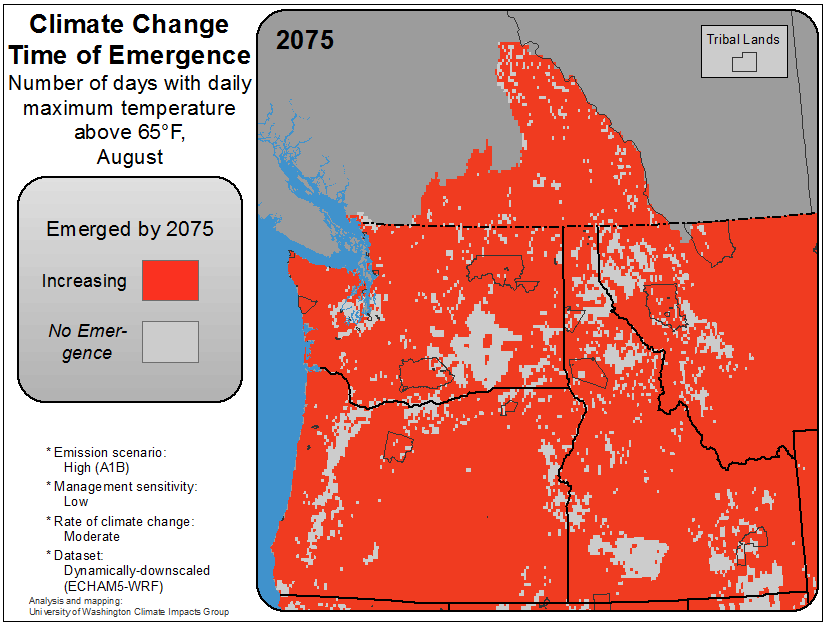 Climate Change
Time of Emergence
Number of days with daily
maximum temperature
above 65°F,
August
Emerged by 2075
Increasing
No Emer-
gence
* Emission scenario:
High (A1B)
* Management sensitivity:
Low
* Rate of climate change:
Moderate
* Dataset:
Dynamically-downscaled
(ECHAM5-WRF)
Analysis and mapping:
University of Washington Climate Impacts Group
2075
Tribal Lands